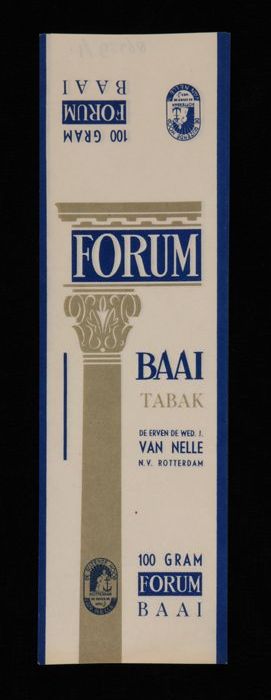 100 GRAM
FORUM
BAAI
FORUM
BAAI
TABAK
DE ERVEN DE WED. J.
VAN NELLE
N.V. ROTTERDAM
100 GRAM
FORUM
BAAI